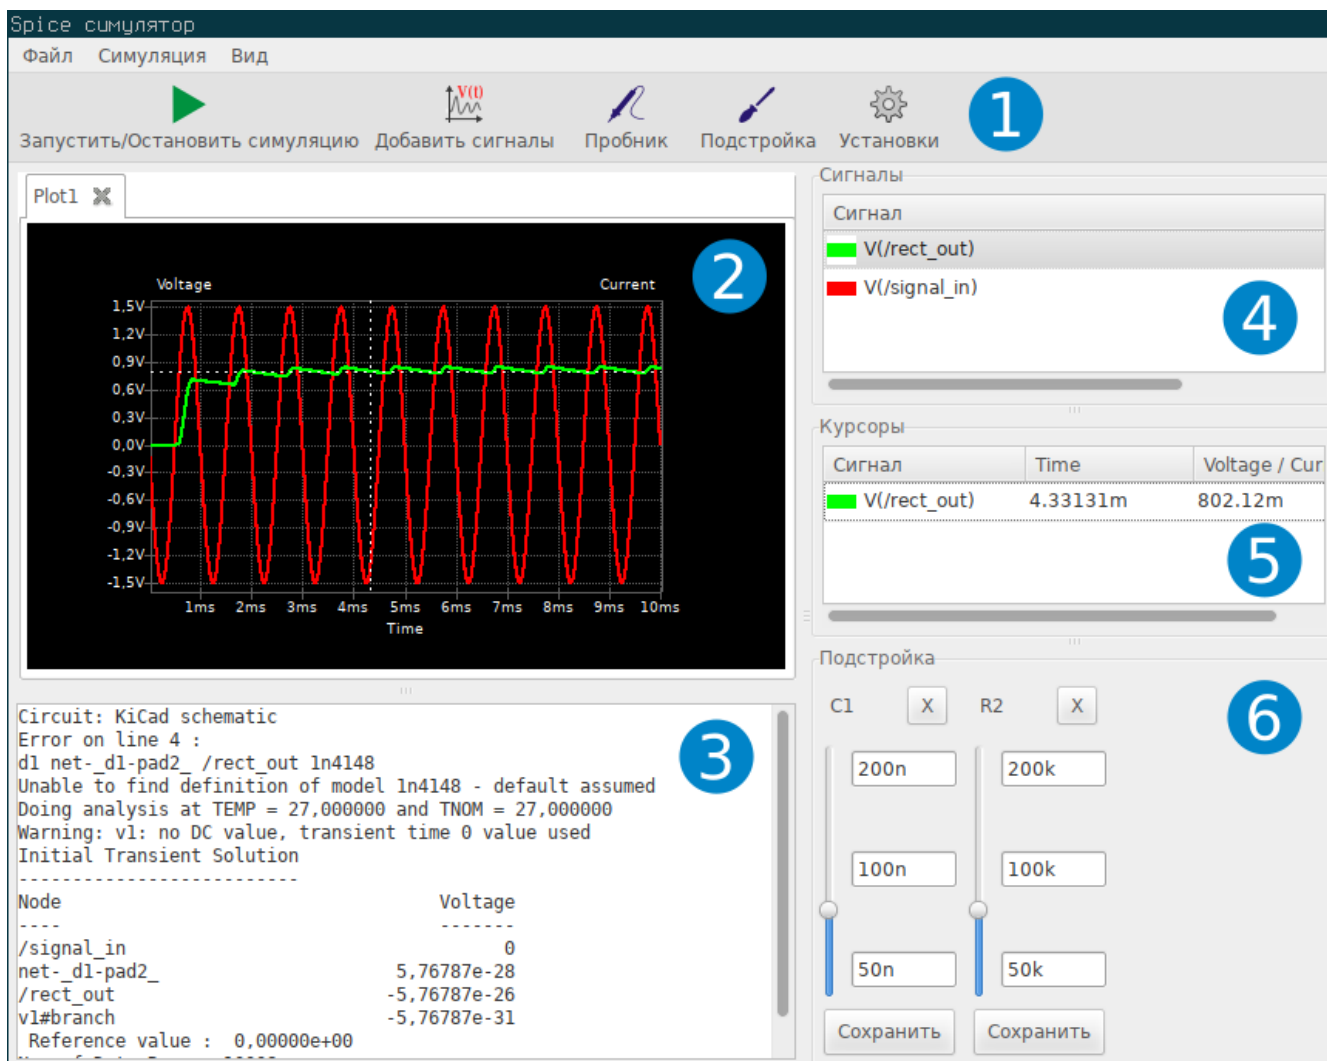 Spice симулятор
Файл Симуляция Вид
V(t)
Запустить/Остановить симуляцию Добавить сигналы Пробник Подстройка Установки
1
Plot1
2
Voltage Current
1,5V
1,2V
0,9V
0,6V
0,3V
0,0V
-0,3V
-0,6V
-0,9V
-1,2V
-1,5V
1ms 2ms 3ms 4ms 5ms 6ms 7ms 8ms 9ms 10ms
Time
Circuit: KiCad schematic
Error on line 4 :
d1 net-_d1-pad2_ /rect_out 1n4148
Unable to find definition of model 1n4148 - default assumed
Doing analysis at TEMP = 27,000000 and TNOM = 27,000000
Warning: v1: no DC value, transient time 0 value used
Initial Transient Solution
--------------------------
Node Voltage
---- -------
/signal_in 0
net-_d1-pad2_ 5,76787e-28
/rect_out -5,76787e-26
v1#branch -5,76787e-31
Reference value : 0,00000e+00
3
Сигналы
Сигнал
V(/rect_out)
V(/signal_in)
4
Курсоры
Сигнал Time Voltage / Cur
V(/rect_out) 4.33131m 802.12m
5
Подстройка
C1 X R2 X
6
200n 200k
100n 100k
50n 50k
Сохранить Сохранить